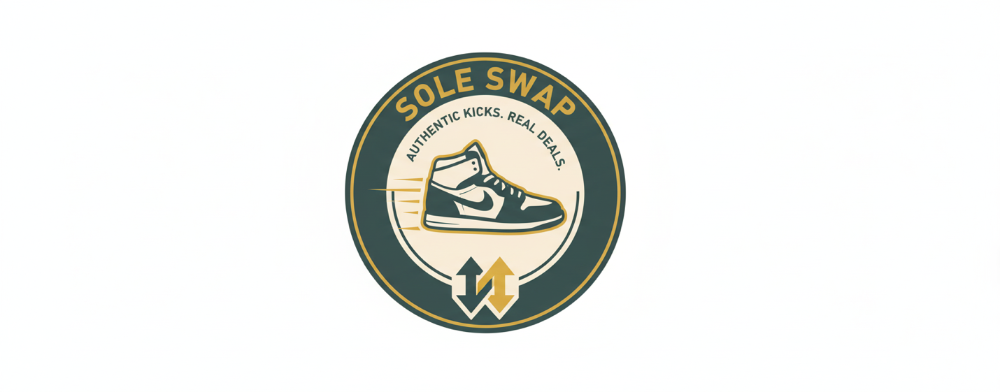 SOLE SWAP
AUTHENTIC KICKS. REAL DEALS.